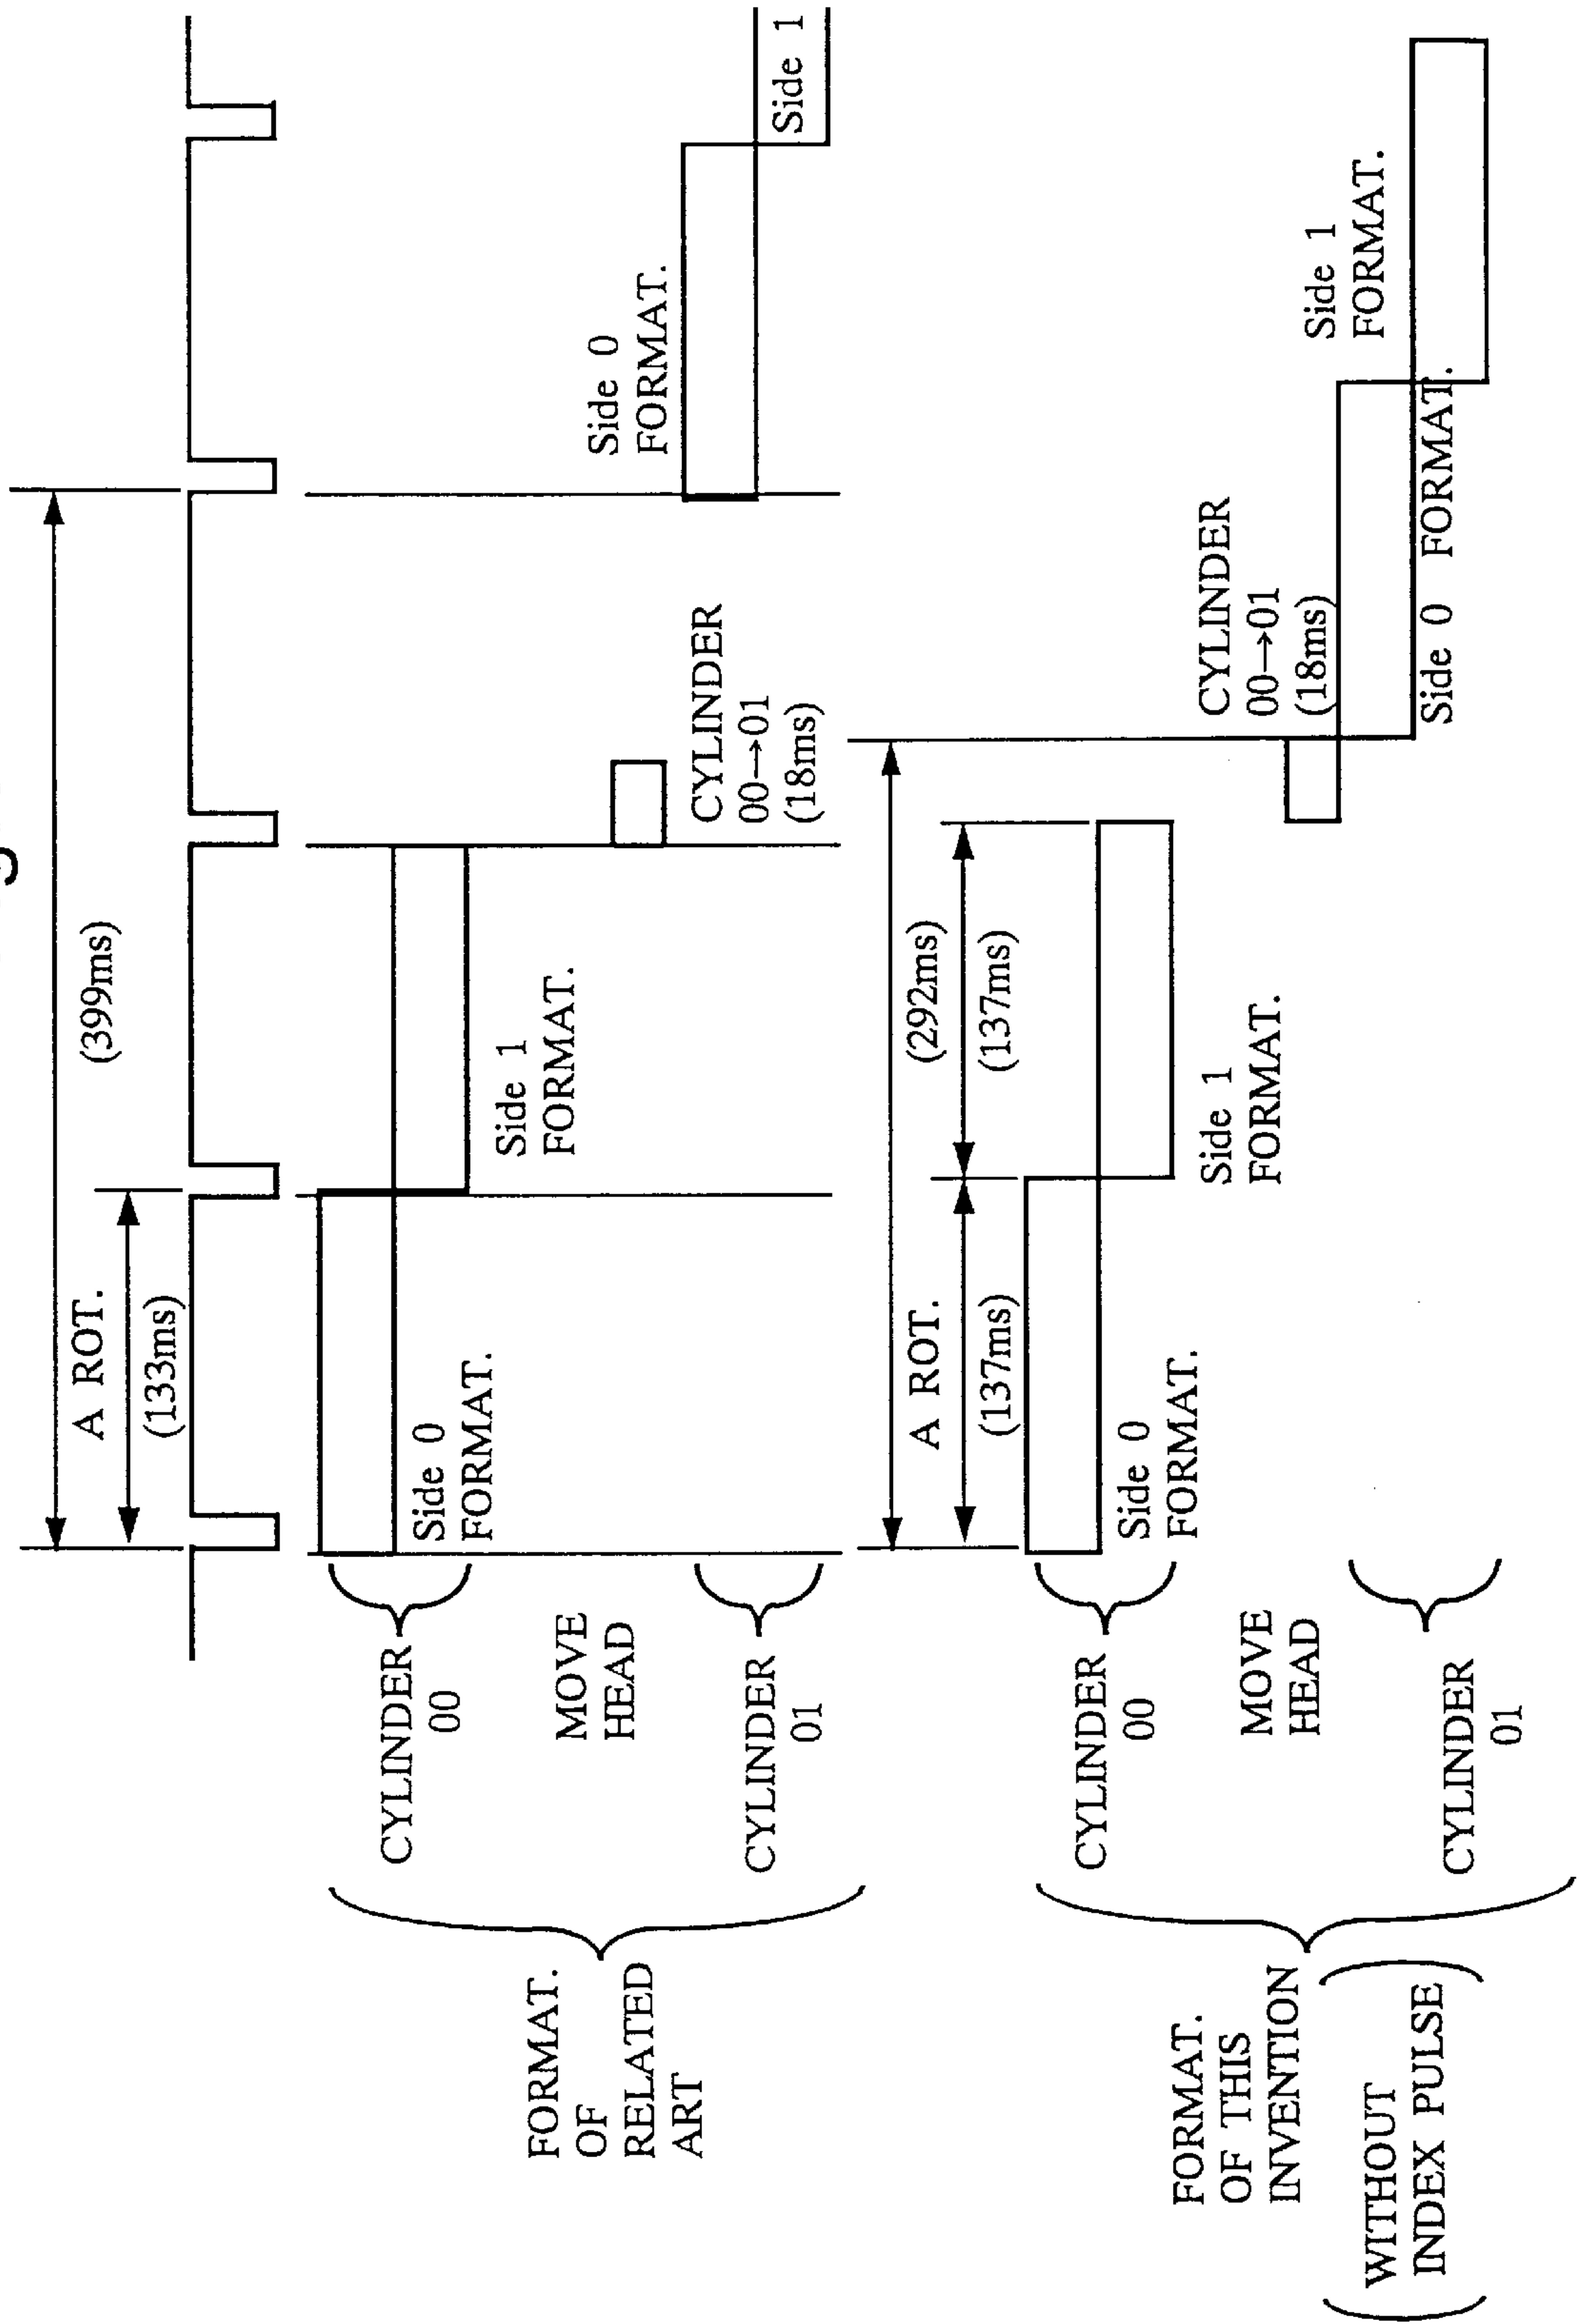 (399ms)
A ROT.
(133ms)
FORMAT.
OF
RELATED
ART
CYLINDER
00
Side 0
FORMAT.
Side 1
FORMAT.
MOVE
HEAD
CYLINDER
00→01
(18ms)
CYLINDER
01
Side 0
FORMAT.
Side 1
(292ms)
A ROT.
(137ms)
(137ms)
FORMAT.
OF THIS
INVENTION
WITHOUT
INDEX PULSE
CYLINDER
00
Side 0
FORMAT.
Side 1
FORMAT.
MOVE
HEAD
CYLINDER
00→01
(18ms)
CYLINDER
01
Side 0 FORMAT.
Side 1
FORMAT.